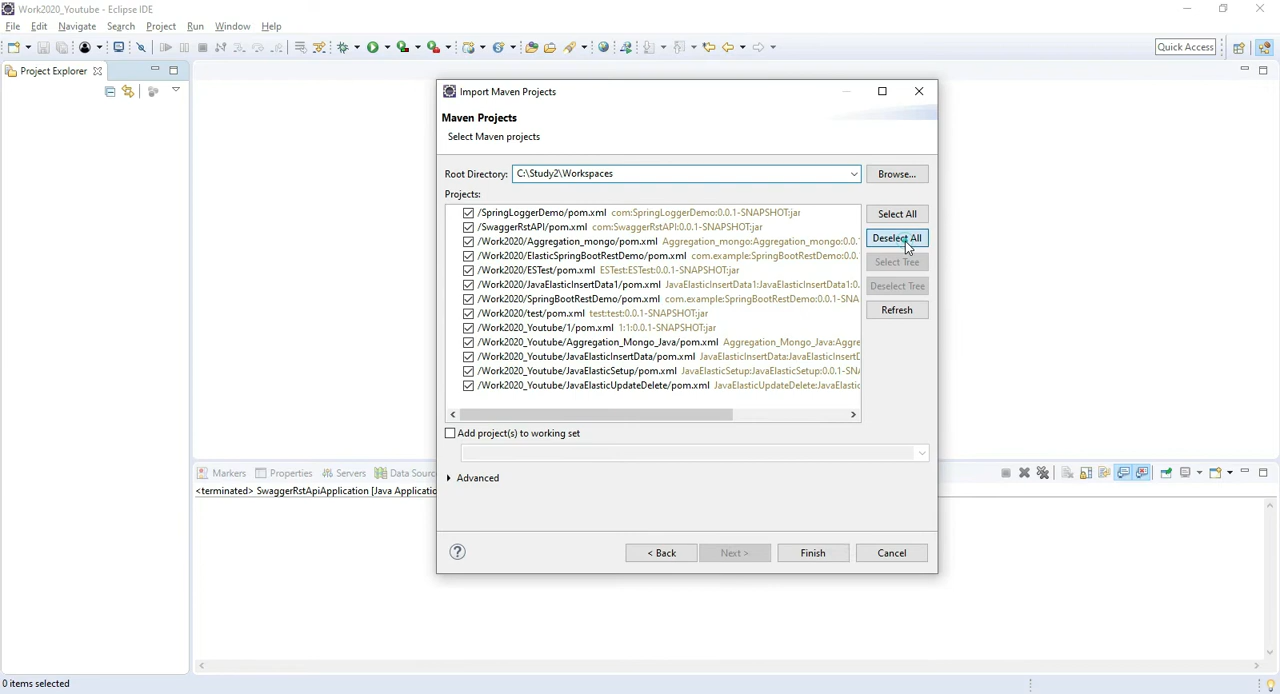 Work2020_Youtube - Eclipse IDE
File Edit Navigate Search Project Run Window Help
Quick Access
Project Explorer
Import Maven Projects
Maven Projects
Select Maven projects
Root Directory: C:\Study2\Workspaces Browse...
Projects:
/SpringLoggerDemo/pom.xml com:SpringLoggerDemo:0.0.1-SNAPSHOT:jar
/SwaggerRstAPI/pom.xml com:SwaggerRstAPI:0.0.1-SNAPSHOT:jar
/Work2020/Aggregation_mongo/pom.xml Aggregation_mongo:Aggregation_mongo:0.0.1
/Work2020/ElasticSpringBootRestDemo/pom.xml com.example:SpringBootRestDemo:0.0.
/Work2020/ESTest/pom.xml ESTest:ESTest:0.0.1-SNAPSHOT:jar
/Work2020/JavaElasticInsertData1/pom.xml JavaElasticInsertData1:JavaElasticInsertData1:0.
/Work2020/SpringBootRestDemo/pom.xml com.example:SpringBootRestDemo:0.0.1-SNA
/Work2020/test/pom.xml test:test:0.0.1-SNAPSHOT:jar
/Work2020_Youtube/1/pom.xml 1:1:0.0.1-SNAPSHOT:jar
/Work2020_Youtube/Aggregation_Mongo_Java/pom.xml Aggregation_Mongo_Java:Aggre
/Work2020_Youtube/JavaElasticInsertData/pom.xml JavaElasticInsertData:JavaElasticInsertD
/Work2020_Youtube/JavaElasticSetup/pom.xml JavaElasticSetup:JavaElasticSetup:0.0.1-SNA
/Work2020_Youtube/JavaElasticUpdateDelete/pom.xml JavaElasticUpdateDelete:JavaElastic
Select All
Deselect All
Select Tree
Deselect Tree
Refresh
Add project(s) to working set
Advanced
< Back Next > Finish Cancel
Markers Properties Servers Data Sourc
<terminated> SwaggerRstApiApplication [Java Applicatio
0 items selected